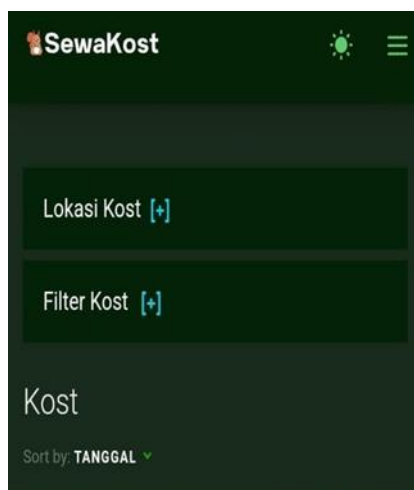 SewaKost
Lokasi Kost [+]
Filter Kost [+]
Kost
Sort by: TANGGAL